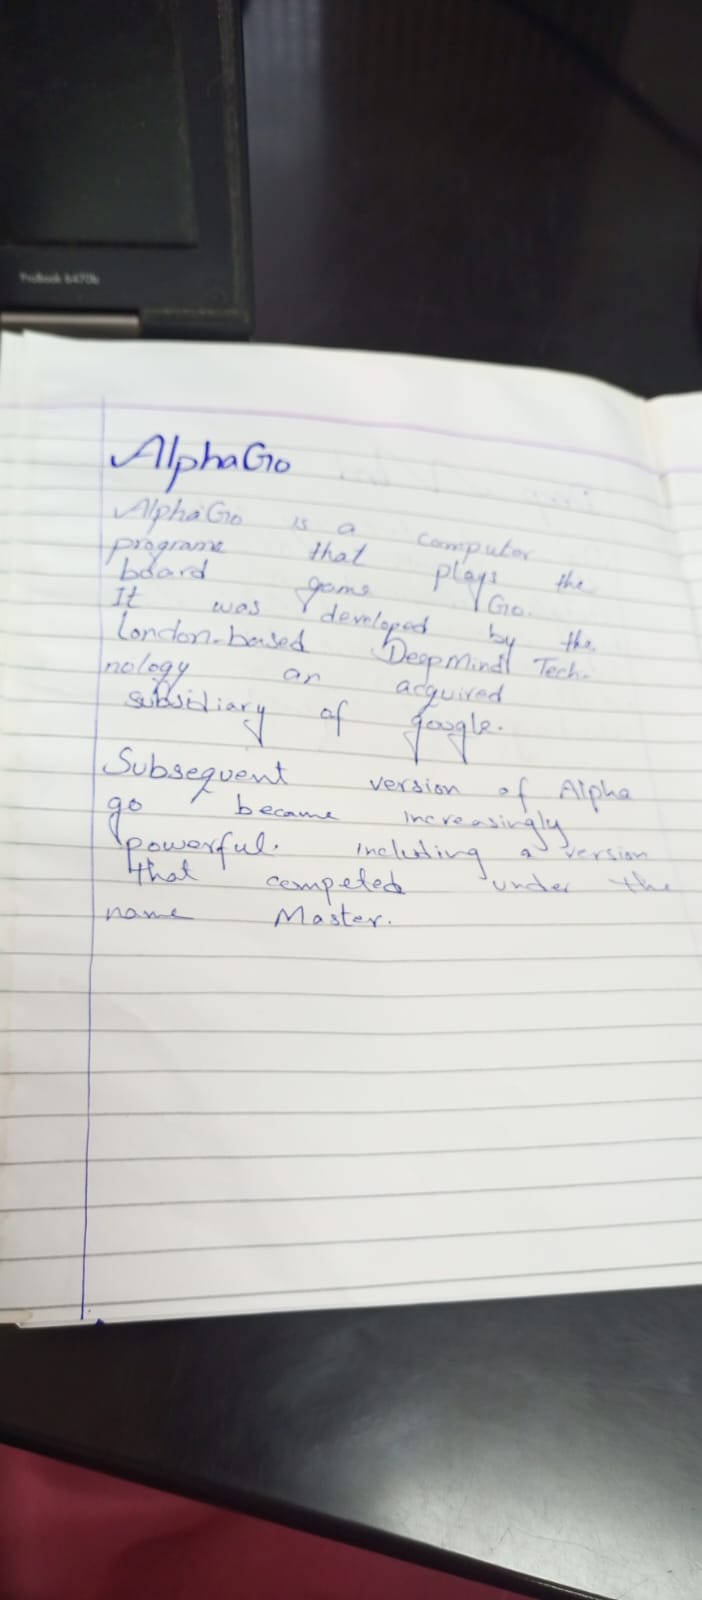 ProBook 6470b
AlphaGo
AlphaGo is a computer
programe that plays the
board game Go.
It was developed by the
London-based DeepMind Tech-
nology an acquired
subsidiary of google.
Subsequent version of Alpha
go became increasingly
powerful. including a version
that competed under the
name Master.